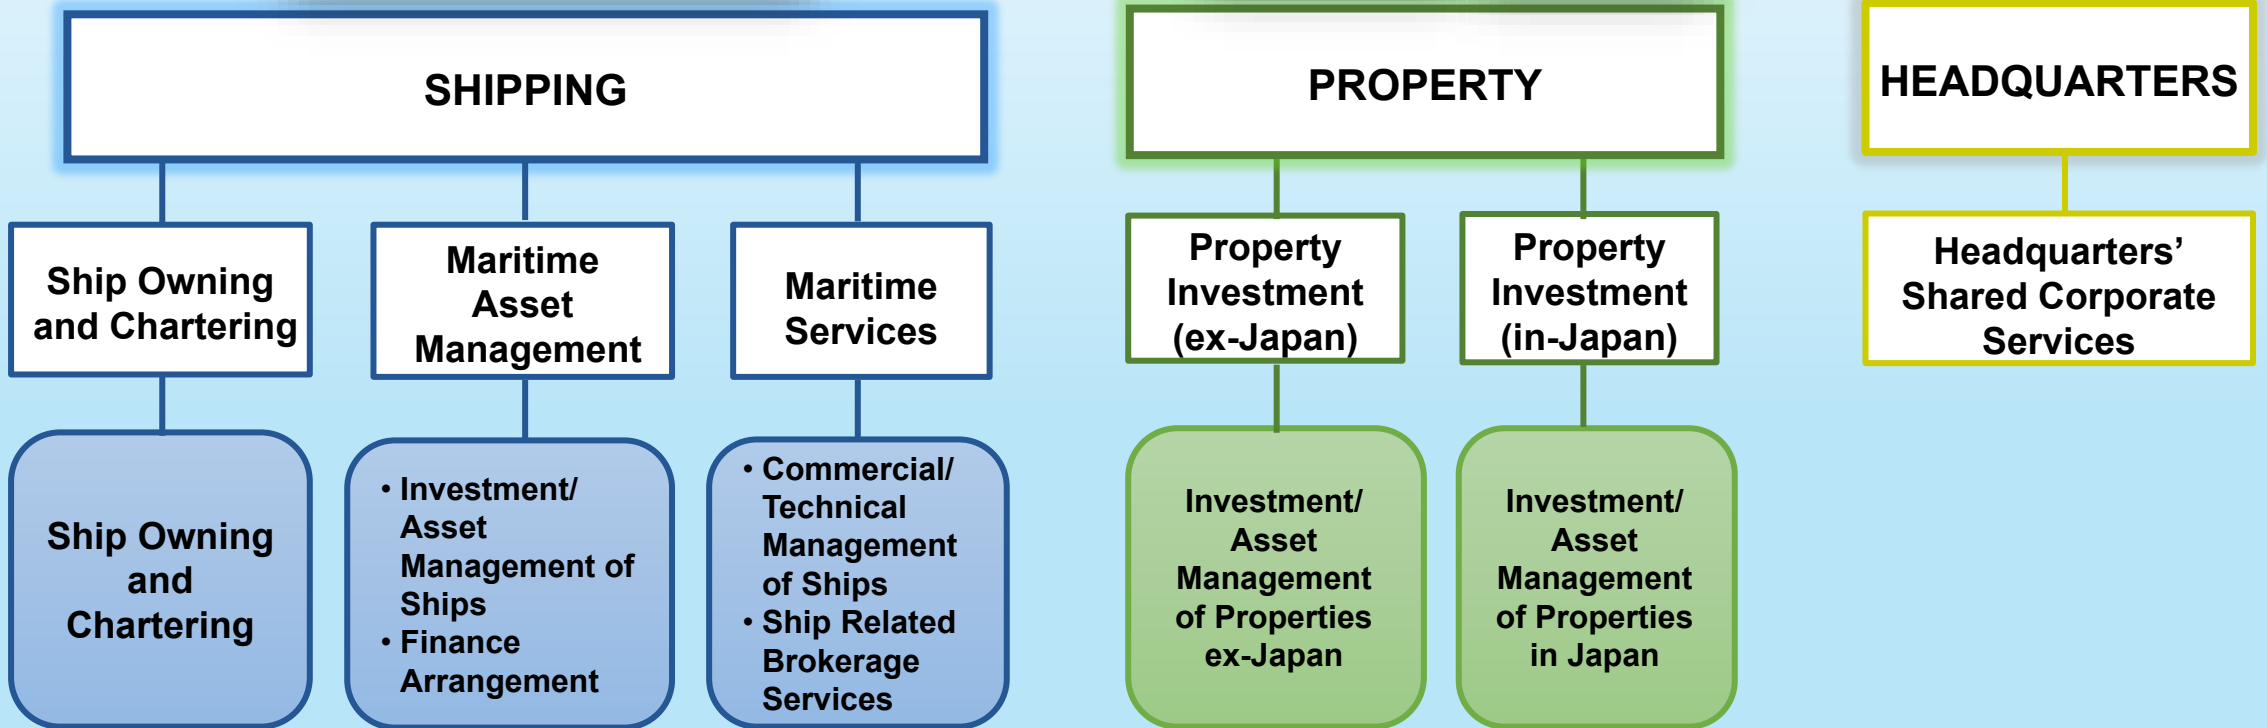 SHIPPING
PROPERTY
HEADQUARTERS
Ship Owning
and Chartering
Maritime
Asset
Management
Maritime
Services
Property
Investment
(ex-Japan)
Property
Investment
(in-Japan)
Headquarters’
Shared Corporate
Services
Ship Owning
and
Chartering
• Investment/
Asset
Management of
Ships
• Finance
Arrangement
• Commercial/
Technical
Management
of Ships
• Ship Related
Brokerage
Services
Investment/
Asset
Management
of Properties
ex-Japan
Investment/
Asset
Management
of Properties
in Japan